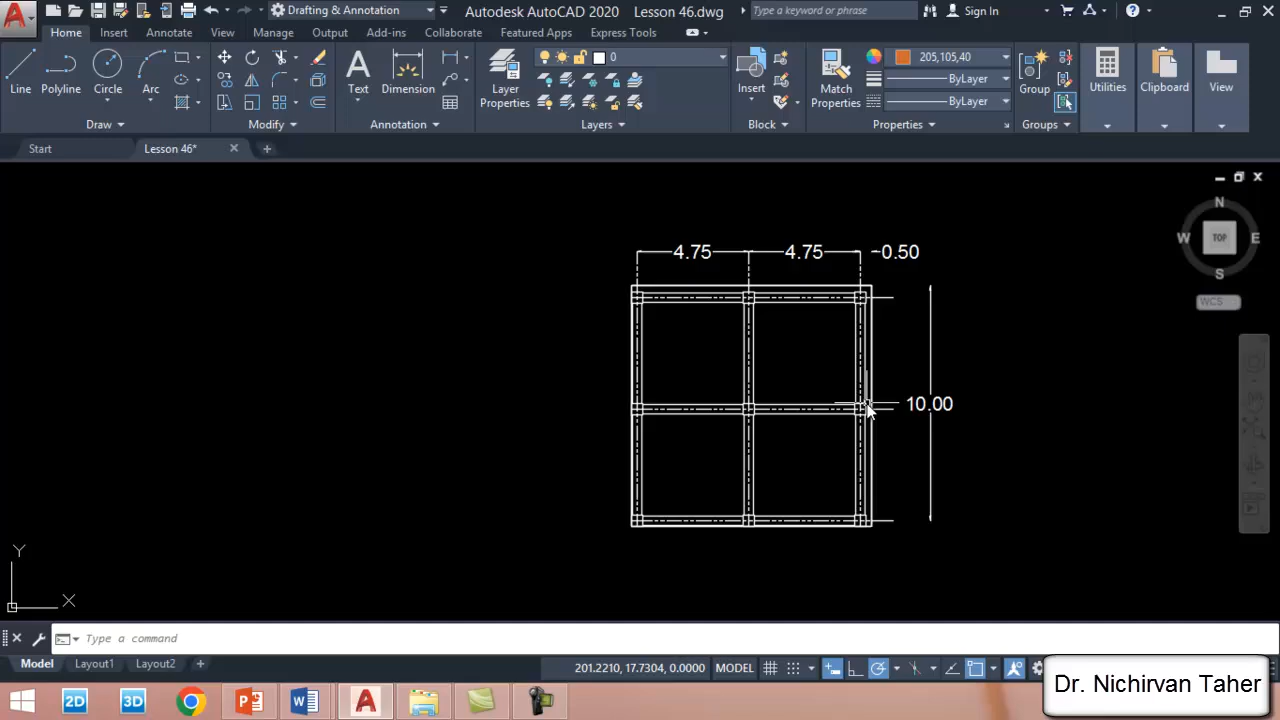 Drafting & Annotation
Autodesk AutoCAD 2020 Lesson 46.dwg
Type a keyword or phrase
Sign In
Home Insert Annotate View Manage Output Add-ins Collaborate Featured Apps Express Tools
Line Polyline Circle Arc
Text Dimension
Layer Properties
0
Insert
Match Properties
205,105,40
ByLayer
ByLayer
Group
Utilities Clipboard View
Draw Modify Annotation Layers Block Properties Groups
Start Lesson 46*
N
W TOP E
S
WCS
4.75 4.75 0.50
10.00
Y
X
Type a command
Model Layout1 Layout2
201.2210, 17.7304, 0.0000 MODEL
2D 3D
Dr. Nichirvan Taher